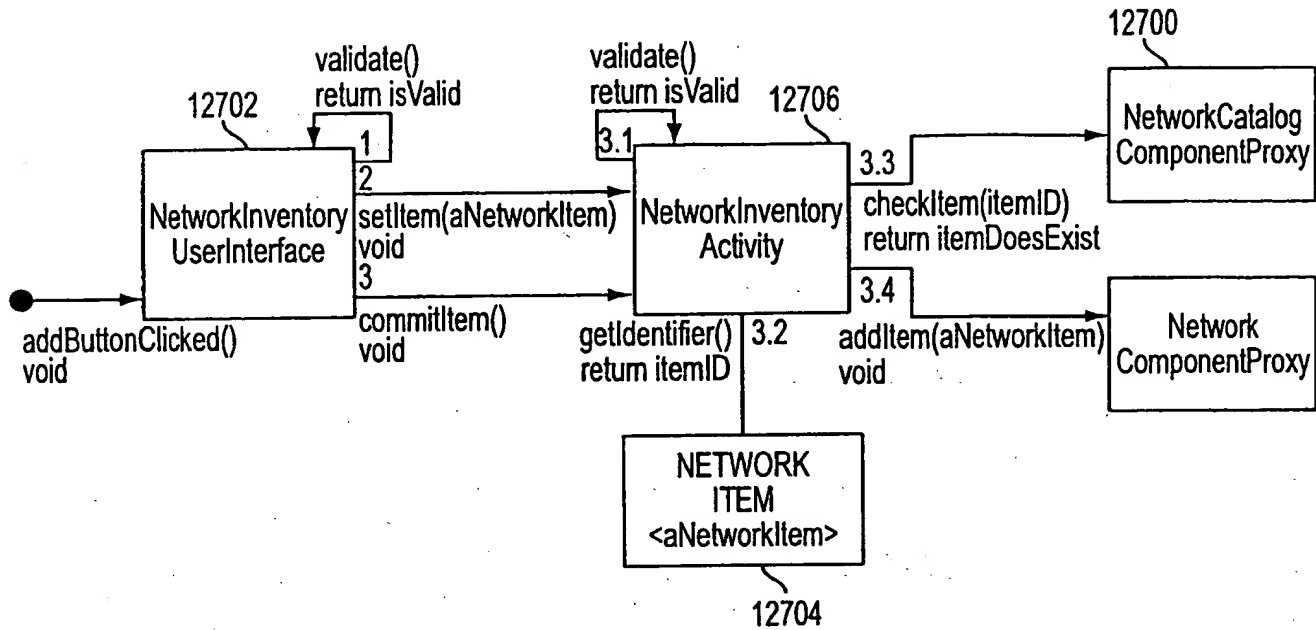 12700
validate()
return isValid
12702
1
validate()
return isValid
12706
3.1
NetworkCatalog
ComponentProxy
3.3
2
NetworkInventory
UserInterface
setItem(aNetworkItem)
void
NetworkInventory
Activity
checkItem(itemID)
return itemDoesExist
3
3.4
addButtonClicked()
void
commitItem()
void
getIdentifier()
return itemID
3.2
addItem(aNetworkItem)
void
Network
ComponentProxy
NETWORK
ITEM
<aNetworkItem>
12704